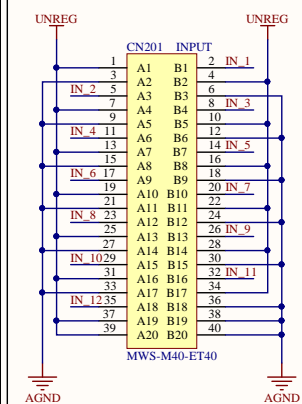 UNREG UNREG
CN201 INPUT
1 A1 B1 2 IN_1
3 A2 B2 4
IN_2 5 A3 B3 6
7 A4 B4 8 IN_3
9 A5 B5 10
IN_4 11 A6 B6 12
13 A7 B7 14 IN_5
15 A8 B8 16
IN_6 17 A9 B9 18
19 A10 B10 20 IN_7
21 A11 B11 22
IN_8 23 A12 B12 24
25 A13 B13 26 IN_9
27 A14 B14 28
IN_10 29 A15 B15 30
31 A16 B16 32 IN_11
33 A17 B17 34
IN_12 35 A18 B18 36
37 A19 B19 38
39 A20 B20 40
MWS-M40-ET40
AGND AGND